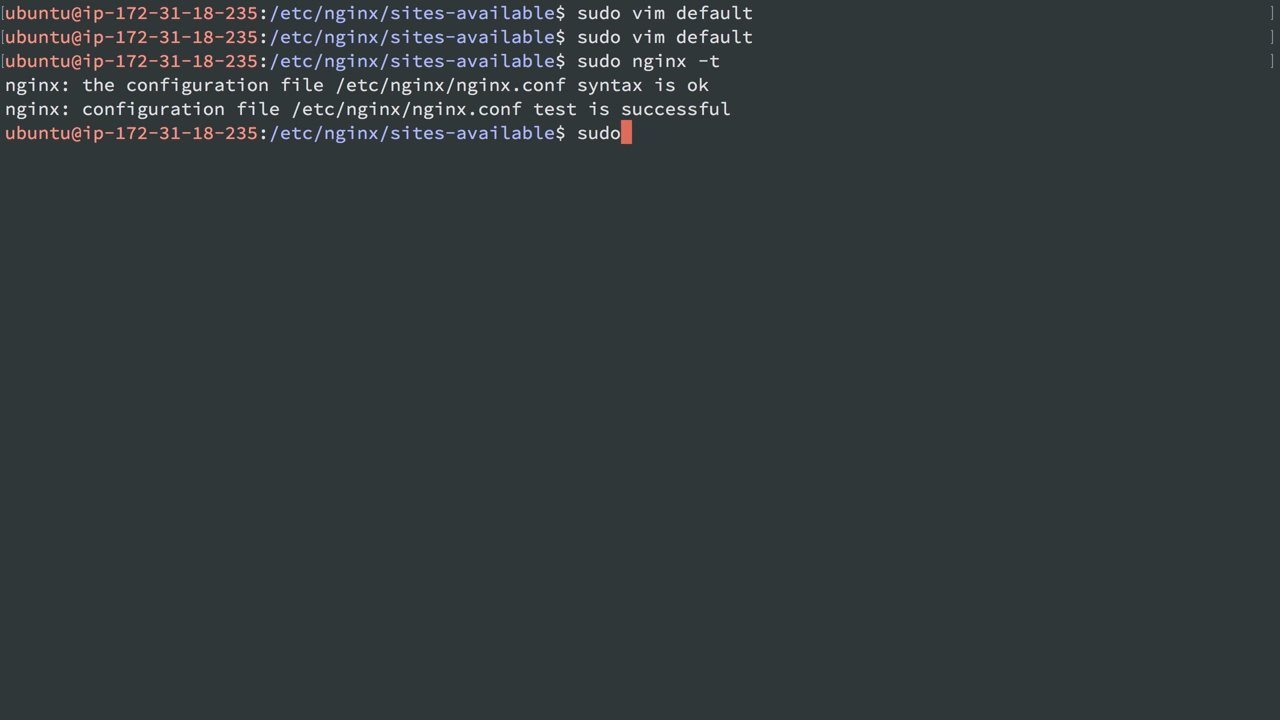 ubuntu@ip-172-31-18-235:/etc/nginx/sites-available$ sudo vim default
ubuntu@ip-172-31-18-235:/etc/nginx/sites-available$ sudo vim default
ubuntu@ip-172-31-18-235:/etc/nginx/sites-available$ sudo nginx -t
nginx: the configuration file /etc/nginx/nginx.conf syntax is ok
nginx: configuration file /etc/nginx/nginx.conf test is successful
ubuntu@ip-172-31-18-235:/etc/nginx/sites-available$ sudo